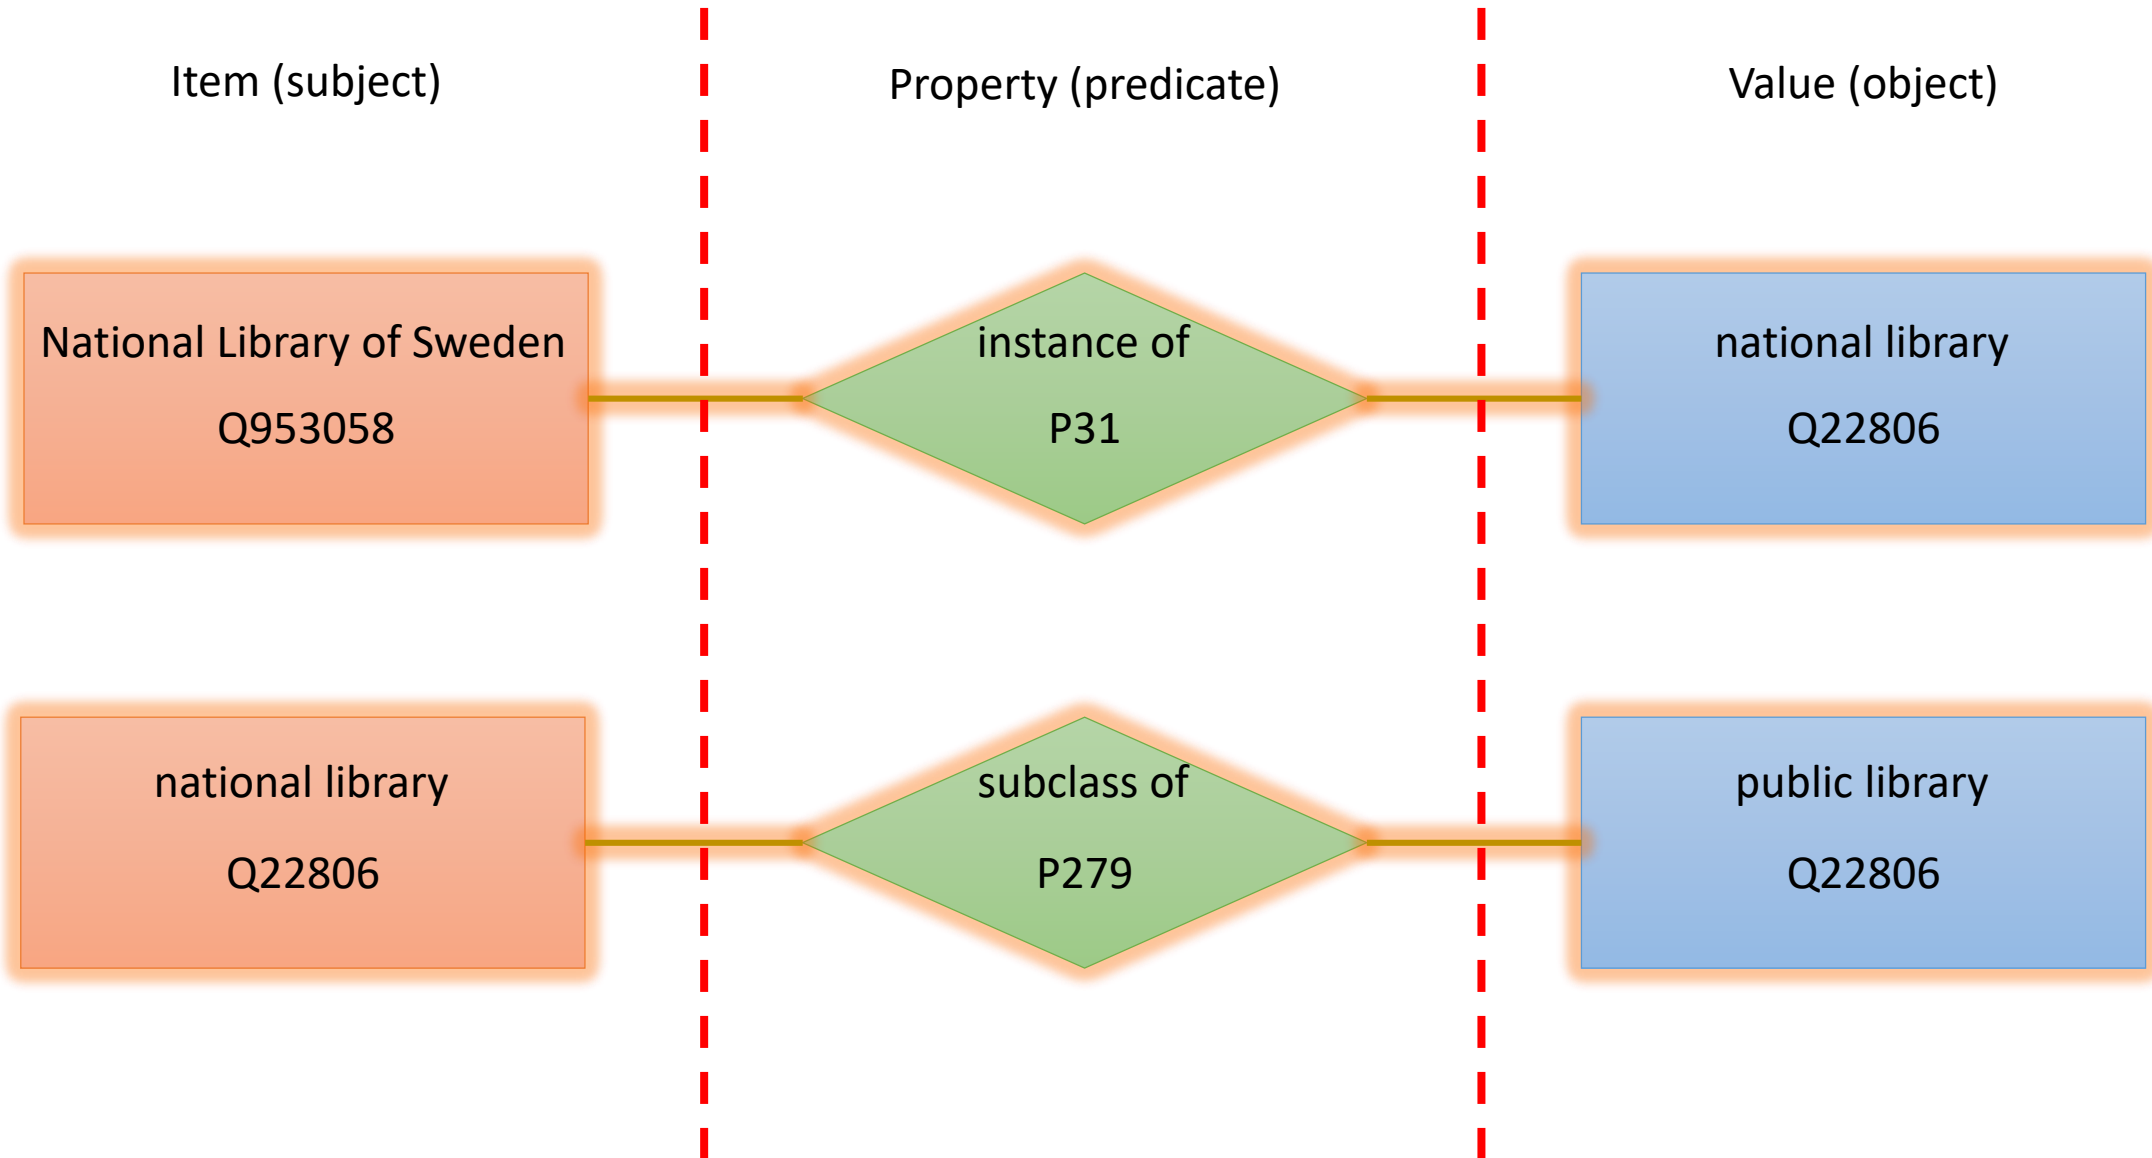 Item (subject)
Property (predicate)
Value (object)
National Library of Sweden
Q953058
instance of
P31
national library
Q22806
national library
Q22806
subclass of
P279
public library
Q22806